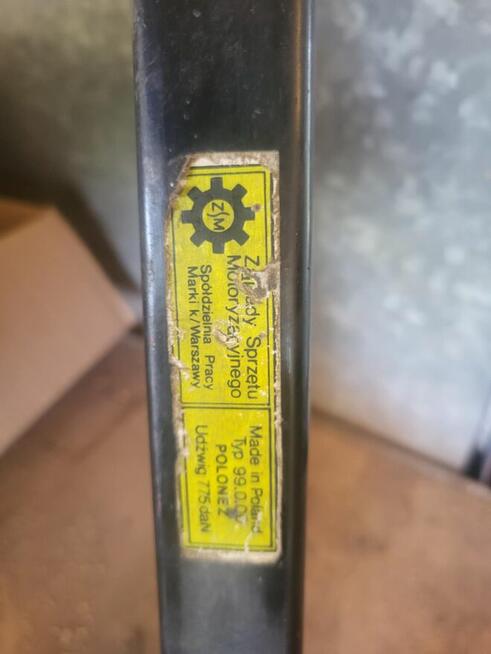 ZSM
Zakłady Sprzętu
Motoryzacyjnego
Spółdzielnia Pracy
Marki k/Warszawy
Made in Poland
Typ 99.0.0
POLONEZ
Udźwig 775daN